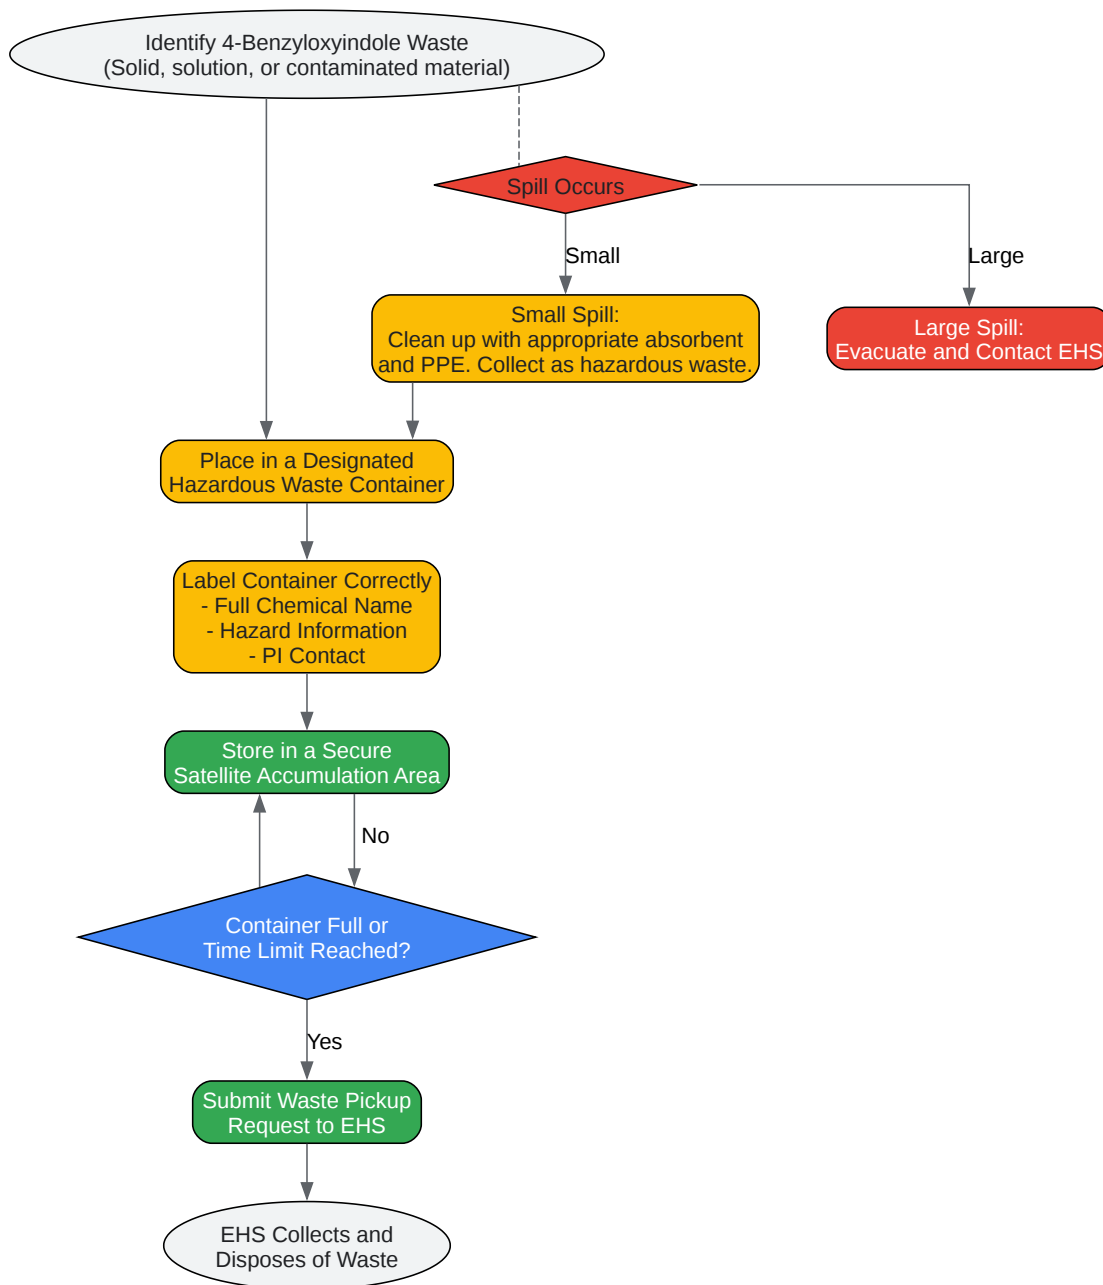 Identify 4-Benzyloxyindole Waste
(Solid, solution, or contaminated material)
Spill Occurs
Small
Large
Small Spill:
Clean up with appropriate absorbent
and PPE. Collect as hazardous waste.
Large Spill:
Evacuate and Contact EHS
Place in a Designated
Hazardous Waste Container
Label Container Correctly
- Full Chemical Name
- Hazard Information
- PI Contact
Store in a Secure
Satellite Accumulation Area
No
Container Full or
Time Limit Reached?
Yes
Submit Waste Pickup
Request to EHS
EHS Collects and
Disposes of Waste